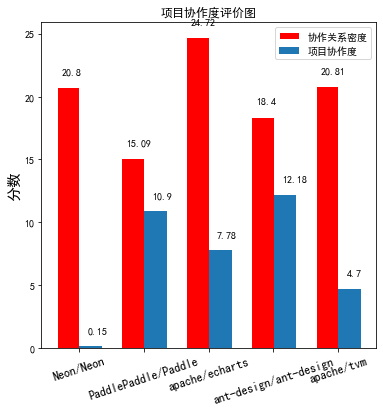 项目协作度评价图
协作关系密度
项目协作度
分数
25
20
15
10
5
0
20.8
0.15
15.09
10.9
24.72
7.78
18.4
12.18
20.81
4.7
Neon/Neon
PaddlePaddle/Paddle
apache/echarts
ant-design/ant-design
apache/tvm